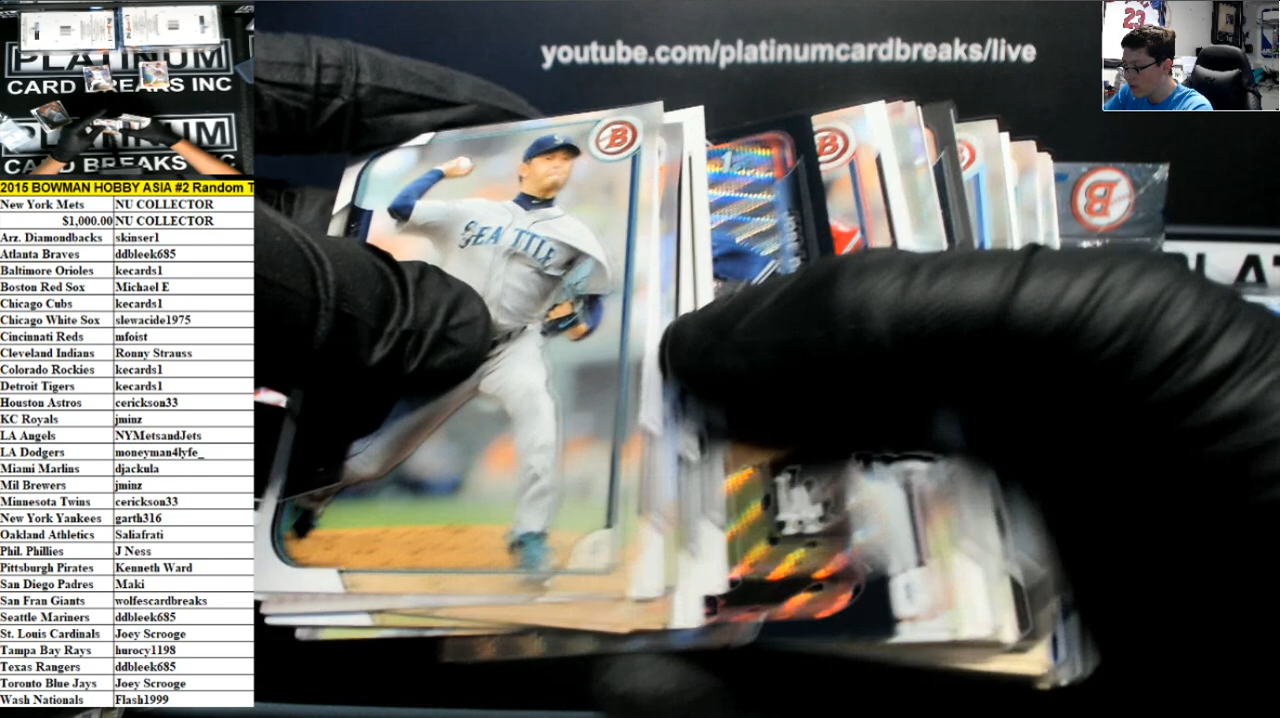 PLATINUM
CARD BREAKS INC
CARD BREAKS INC
youtube.com/platinumcardbreaks/live
23
B
SEATTLE
B
B
LA
PLAT
2015 BOWMAN HOBBY ASIA #2 Random T
New York Mets NU COLLECTOR
$1,000.00 NU COLLECTOR
Arz. Diamondbacks skinser1
Atlanta Braves ddbleek685
Baltimore Orioles kecards1
Boston Red Sox Michael E
Chicago Cubs kecards1
Chicago White Sox slewacide1975
Cincinnati Reds mfoist
Cleveland Indians Ronny Strauss
Colorado Rockies kecards1
Detroit Tigers kecards1
Houston Astros cerickson33
KC Royals jminz
LA Angels NYMetsandJets
LA Dodgers moneyman4lyfe_
Miami Marlins djackula
Mil Brewers jminz
Minnesota Twins cerickson33
New York Yankees garth316
Oakland Athletics Saliafrati
Phil. Phillies J Ness
Pittsburgh Pirates Kenneth Ward
San Diego Padres Maki
San Fran Giants wolfescardbreaks
Seattle Mariners ddbleek685
St. Louis Cardinals Joey Scrooge
Tampa Bay Rays hurocy1198
Texas Rangers ddbleek685
Toronto Blue Jays Joey Scrooge
Wash Nationals Flash1999